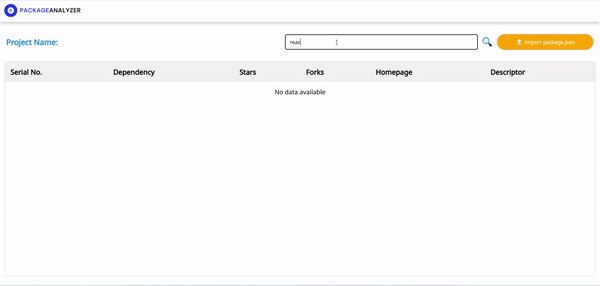 PACKAGEANALYZER
Project Name: reac Import package.json
Serial No. Dependency Stars Forks Homepage Descriptor
No data available